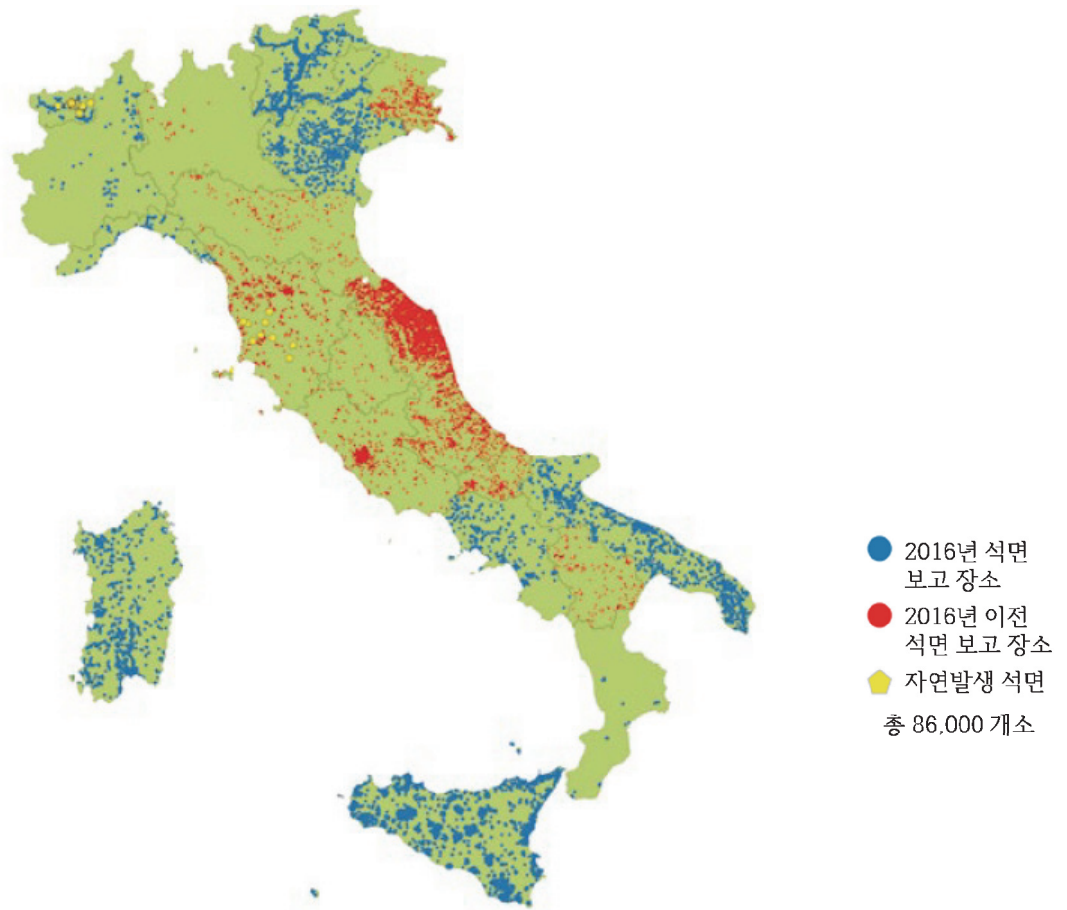 2016년 석면
보고 장소
2016년 이전
석면 보고 장소
자연발생 석면
총 86,000 개소